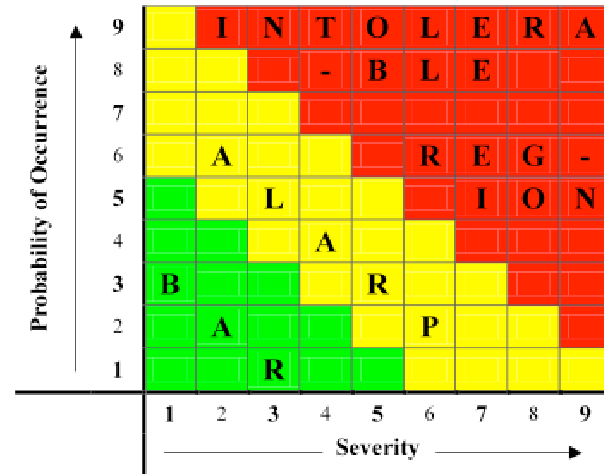 Probability of Occurrence
9 I N T O L E R A
8 - B L E
7
6 A R E G -
5 L I O N
4 A
3 B R
2 A P
1 R
1 2 3 4 5 6 7 8 9
Severity